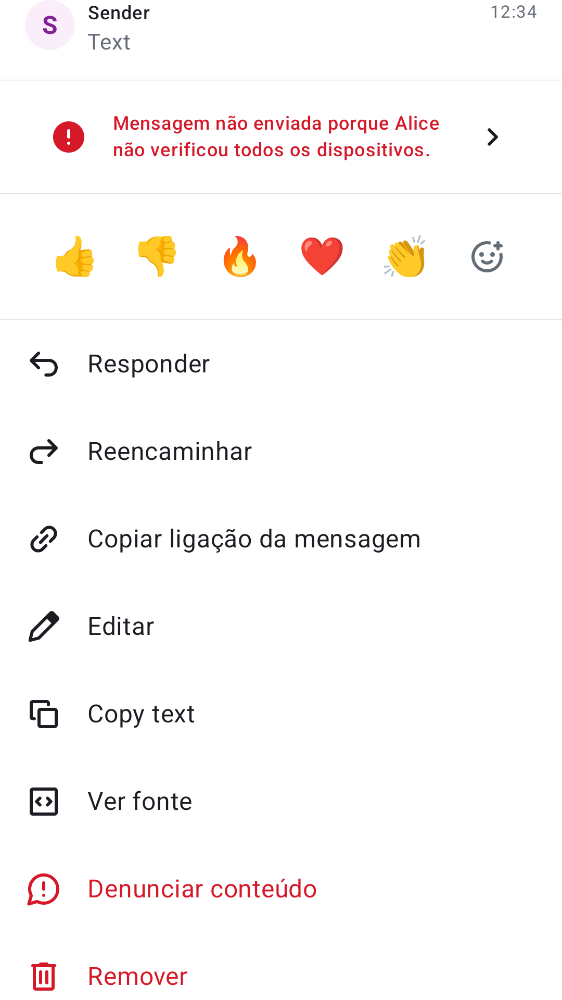 S
Sender
12:34
Text
Mensagem não enviada porque Alice
não verificou todos os dispositivos.
Responder
Reencaminhar
Copiar ligação da mensagem
Editar
Copy text
Ver fonte
Denunciar conteúdo
Remover